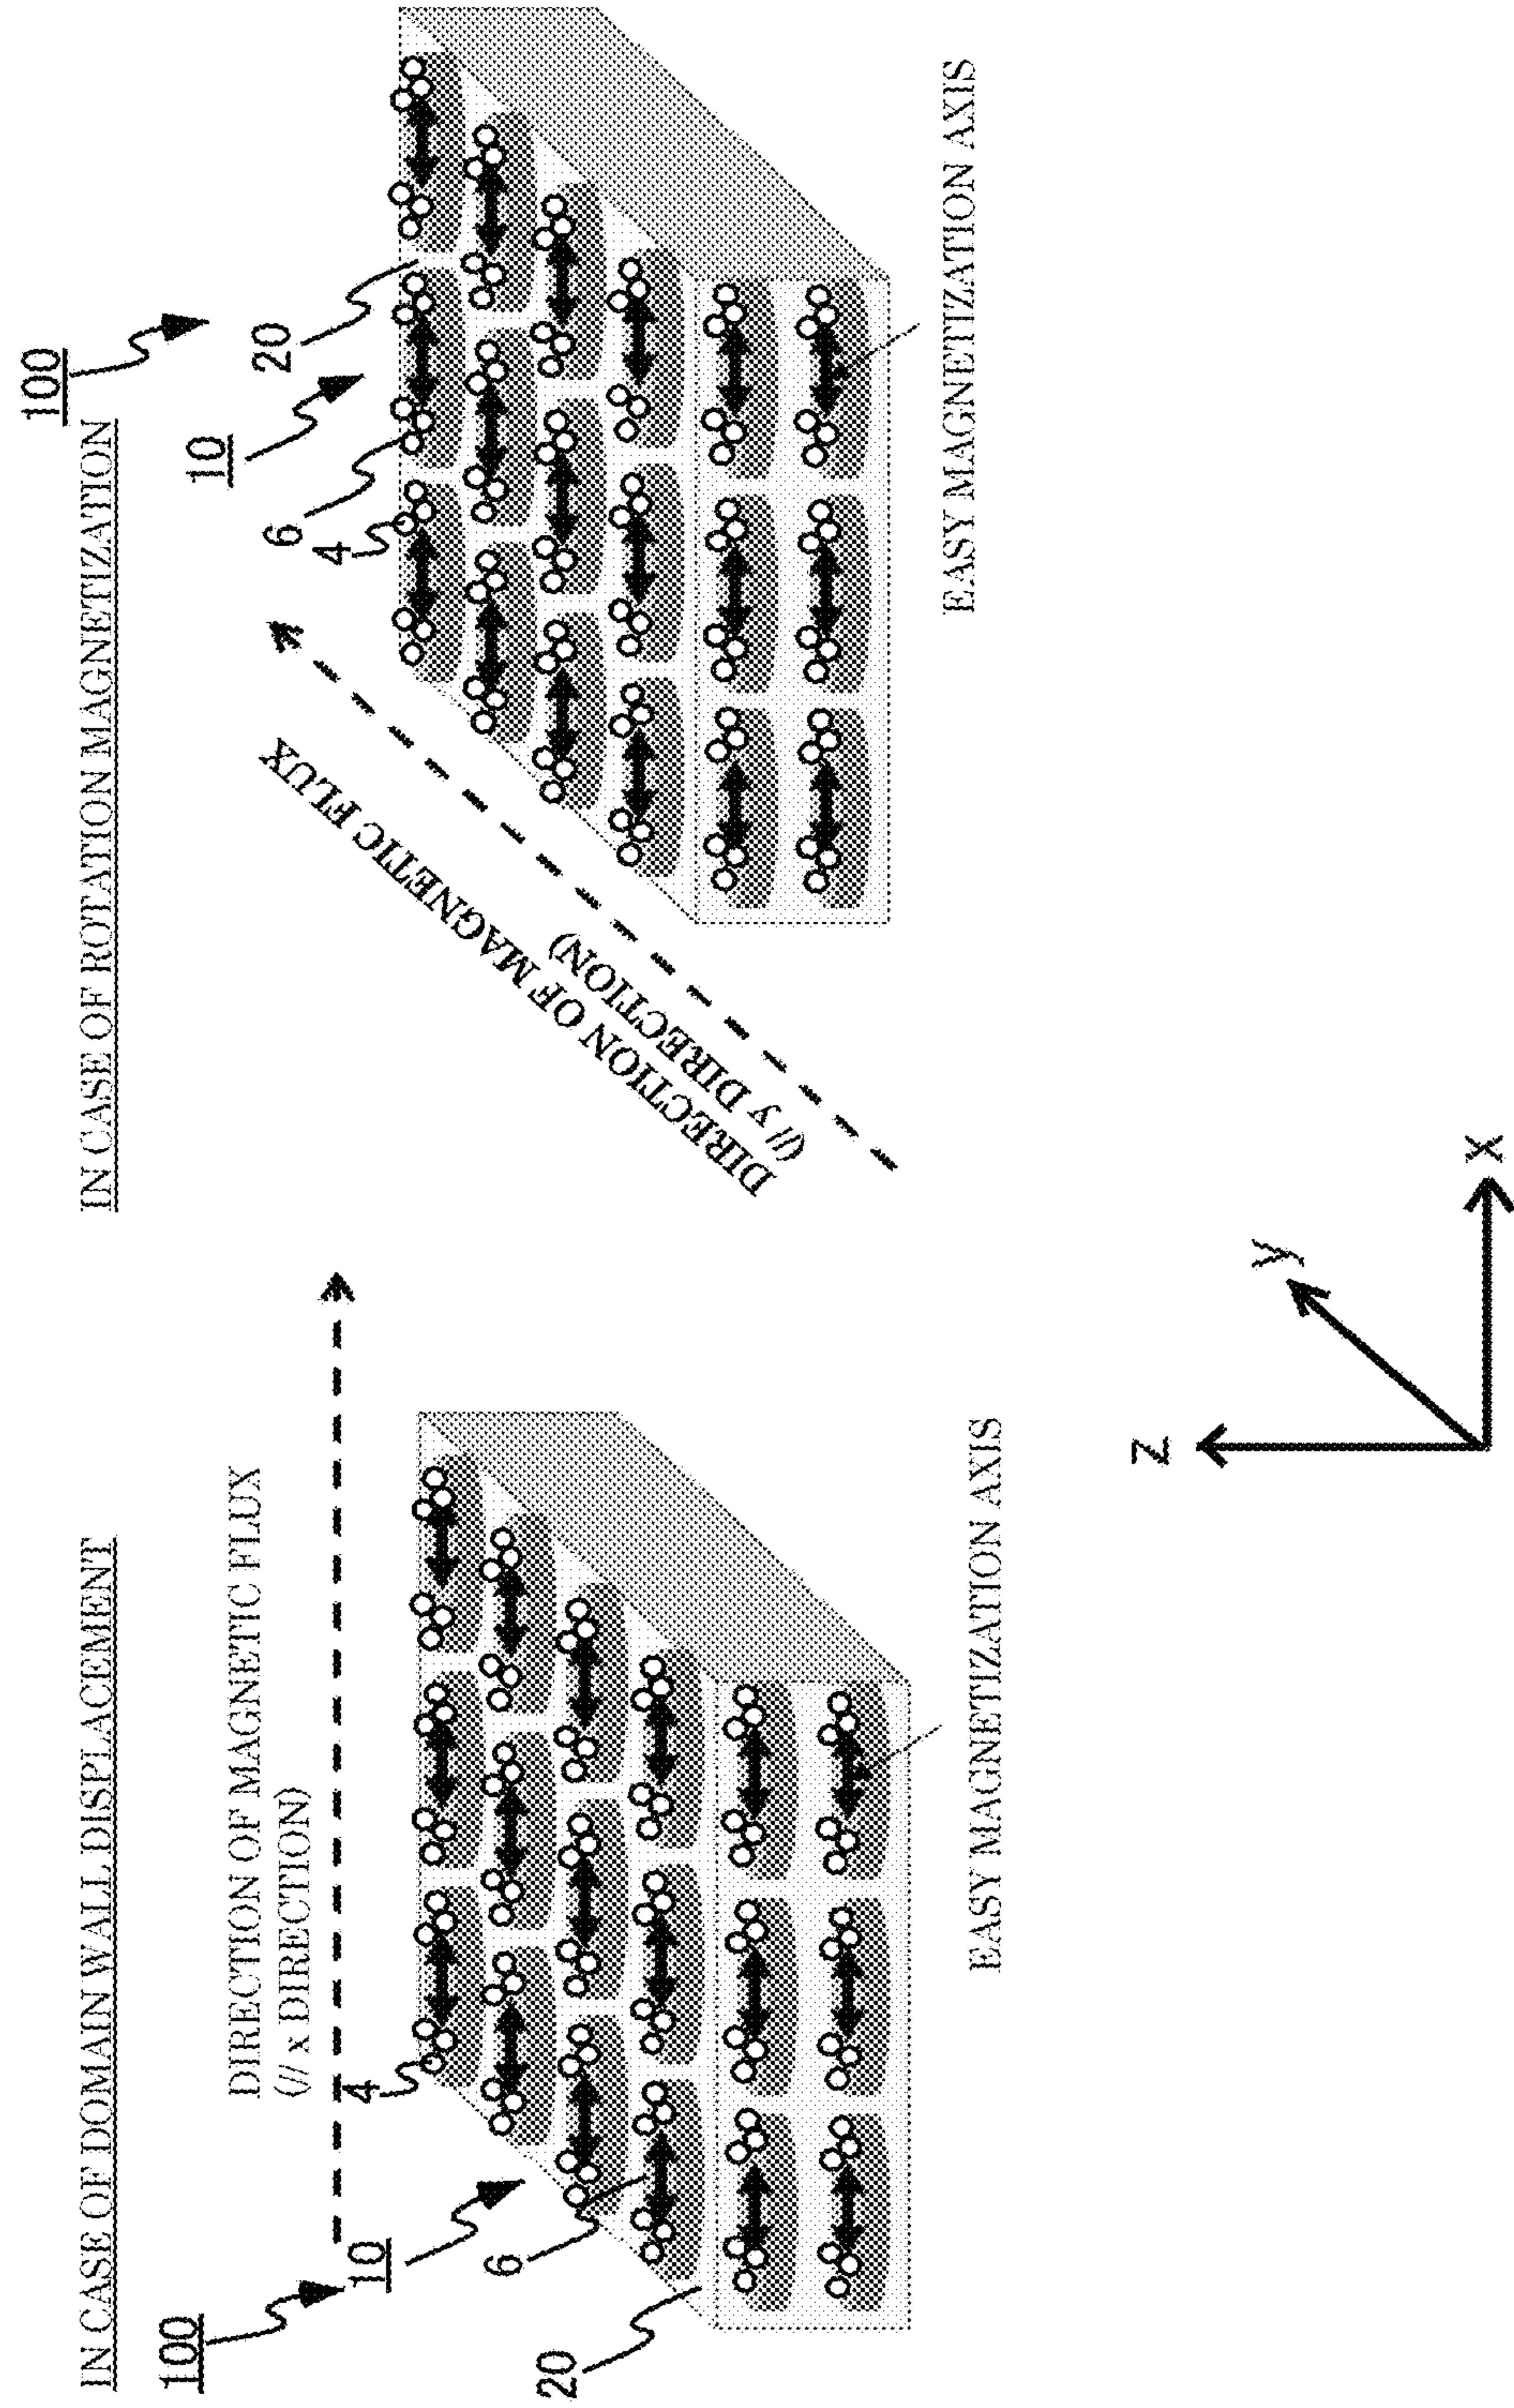 IN CASE OF DOMAIN WALL DISPLACEMENT
100
DIRECTION OF MAGNETIC FLUX
(// x DIRECTION)
10
4
6
20
EASY MAGNETIZATION AXIS
IN CASE OF ROTATION MAGNETIZATION
100
10
20
6
4
DIRECTION OF MAGNETIC FLUX
(// y DIRECTION)
EASY MAGNETIZATION AXIS
z
y
x